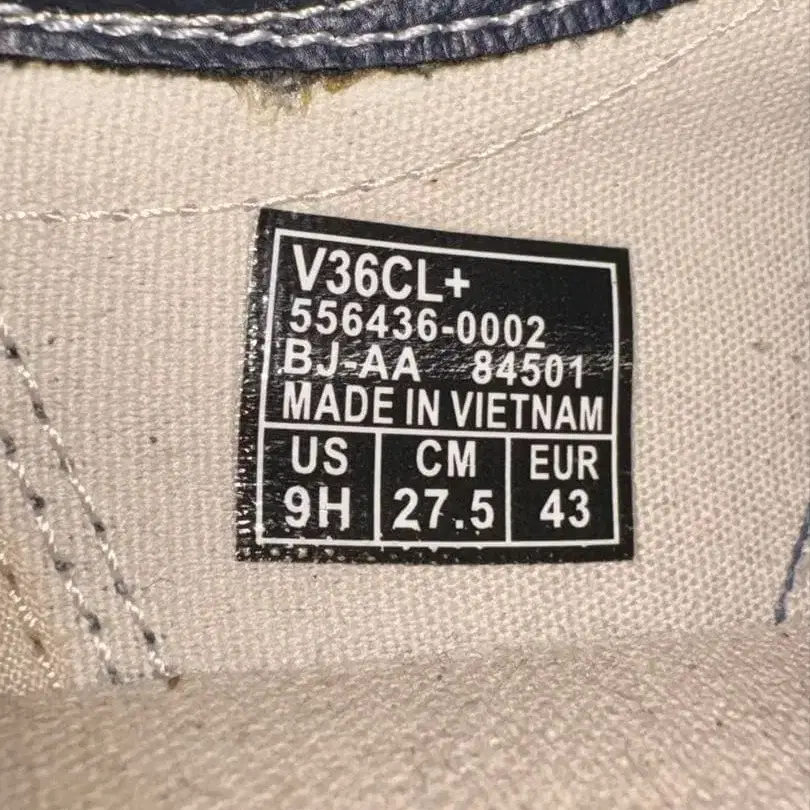 V36CL+
556436-0002
BJ-AA 84501
MADE IN VIETNAM
US CM EUR
9H 27.5 43